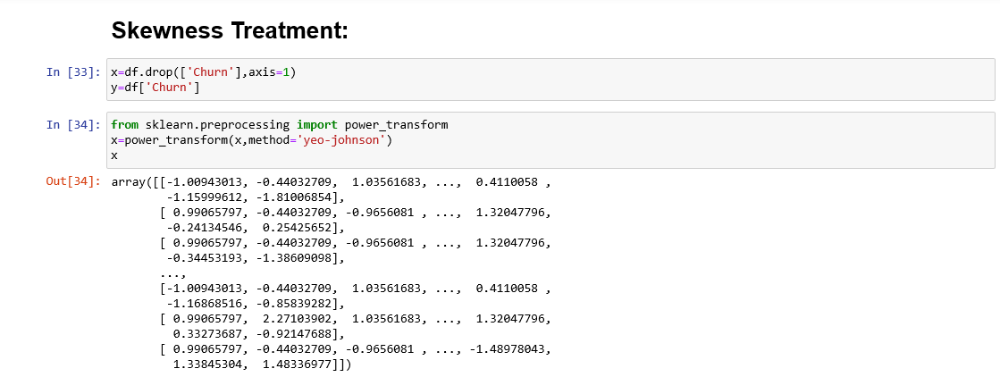 Skewness Treatment:
In [33]: x=df.drop(['Churn'],axis=1)
y=df['Churn']
In [34]: from sklearn.preprocessing import power_transform
x=power_transform(x,method='yeo-johnson')
x
Out[34]: array([[-1.00943013, -0.44032709,  1.03561683, ...,  0.4110058 ,
-1.15999612, -1.81006854],
[ 0.99065797, -0.44032709, -0.9656081 , ...,  1.32047796,
-0.24134546,  0.25425652],
[ 0.99065797, -0.44032709, -0.9656081 , ...,  1.32047796,
-0.34453193, -1.38609098],
...,
[-1.00943013, -0.44032709,  1.03561683, ...,  0.4110058 ,
-1.16868516, -0.85839282],
[ 0.99065797,  2.27103902,  1.03561683, ...,  1.32047796,
0.33273687, -0.92147688],
[ 0.99065797, -0.44032709, -0.9656081 , ..., -1.48978043,
1.33845304,  1.48336977]])